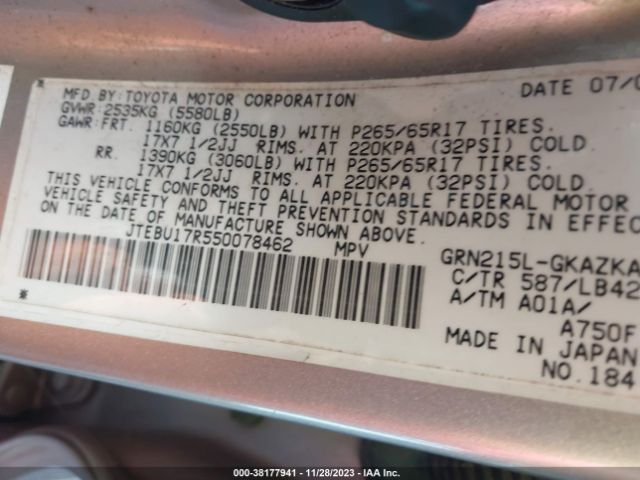 MFD BY:TOYOTA MOTOR CORPORATION DATE 07/0
GVWR:2535KG (5580LB)
GAWR:FRT. 1160KG (2550LB) WITH P265/65R17 TIRES.
17X7 1/2JJ RIMS. AT 220KPA (32PSI) COLD.
RR. 1390KG (3060LB) WITH P265/65R17 TIRES.
17X7 1/2JJ RIMS. AT 220KPA (32PSI) COLD.
THIS VEHICLE CONFORMS TO ALL APPLICABLE FEDERAL MOTOR
VEHICLE SAFETY AND THEFT PREVENTION STANDARDS IN EFFEC
ON THE DATE OF MANUFACTURE SHOWN ABOVE.
JTEBU17R550078462 MPV
GRN215L-GKAZKA
C/TR 587/LB42
A/TM A01A/
A750F
MADE IN JAPAN
NO.184
000-38177941 - 11/28/2023 - IAA Inc.